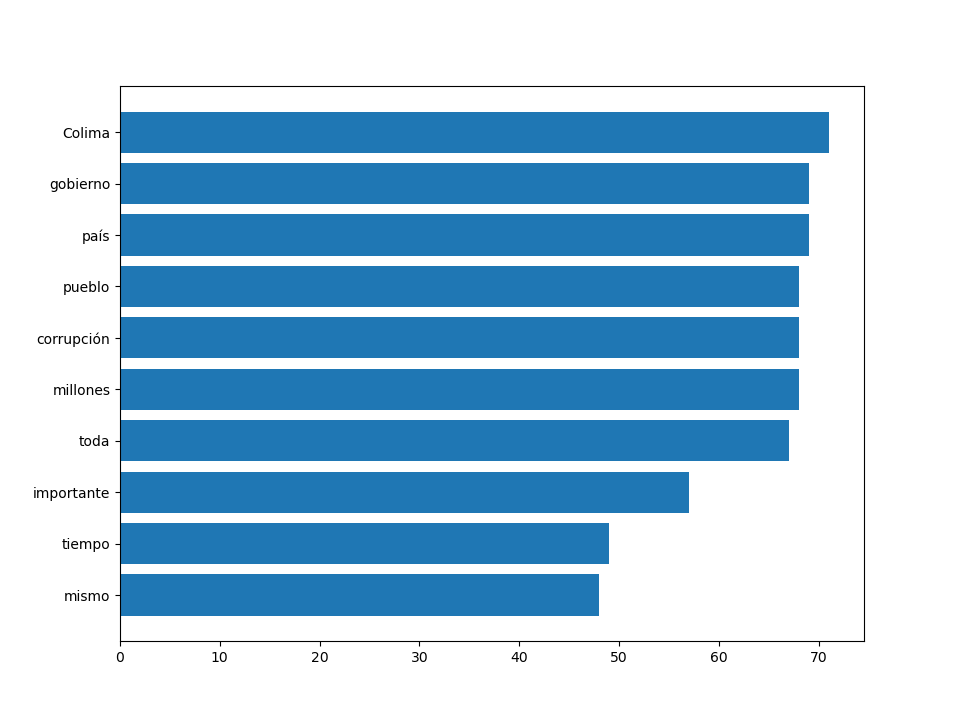 Colima
gobierno
país
pueblo
corrupción
millones
toda
importante
tiempo
mismo
0 10 20 30 40 50 60 70